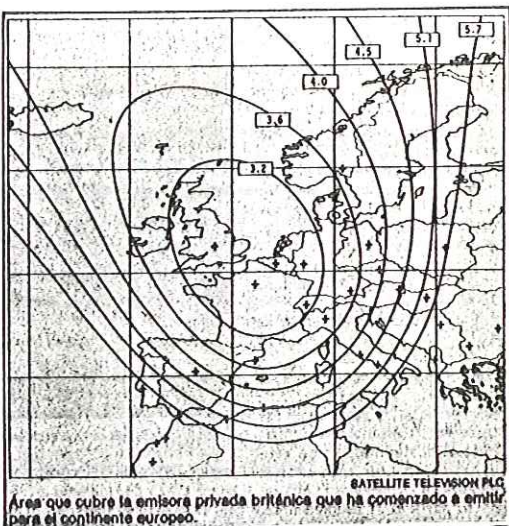 5.7
5.1
4.5
4.0
3.6
3.2
SATELLITE TELEVISION PLC
Área que cubre la emisora privada británica que ha comenzado a emitir
para el continente europeo.